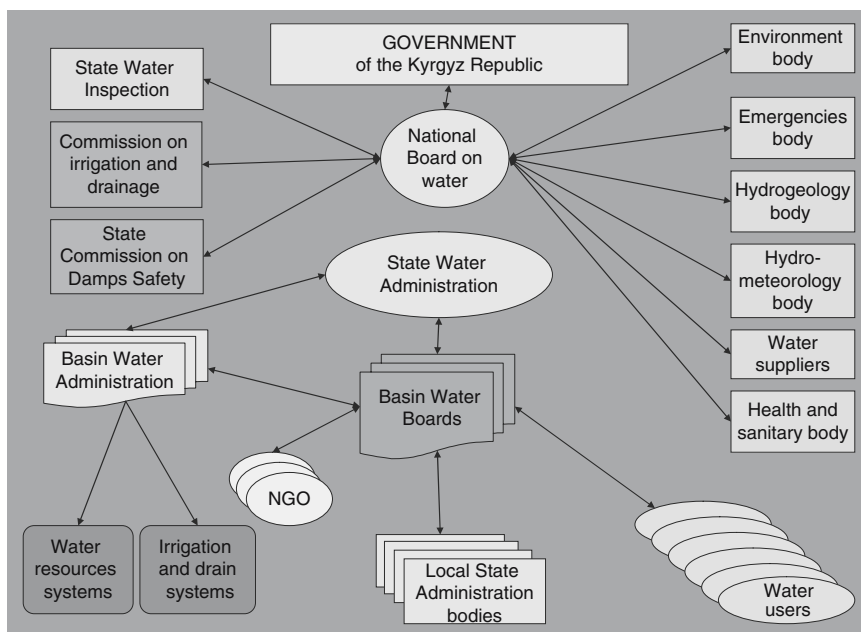 GOVERNMENT
of the Kyrgyz Republic
State Water
Inspection
Commission on
irrigation and
drainage
State
Commission on
Damps Safety
National
Board on
water
Environment
body
Emergencies
body
Hydrogeology
body
Hydro-
meteorology
body
Water
suppliers
Health and
sanitary body
State Water
Administration
Basin Water
Administration
Basin Water
Boards
NGO
Water
resources
systems
Irrigation
and drain
systems
Local State
Administration
bodies
Water
users